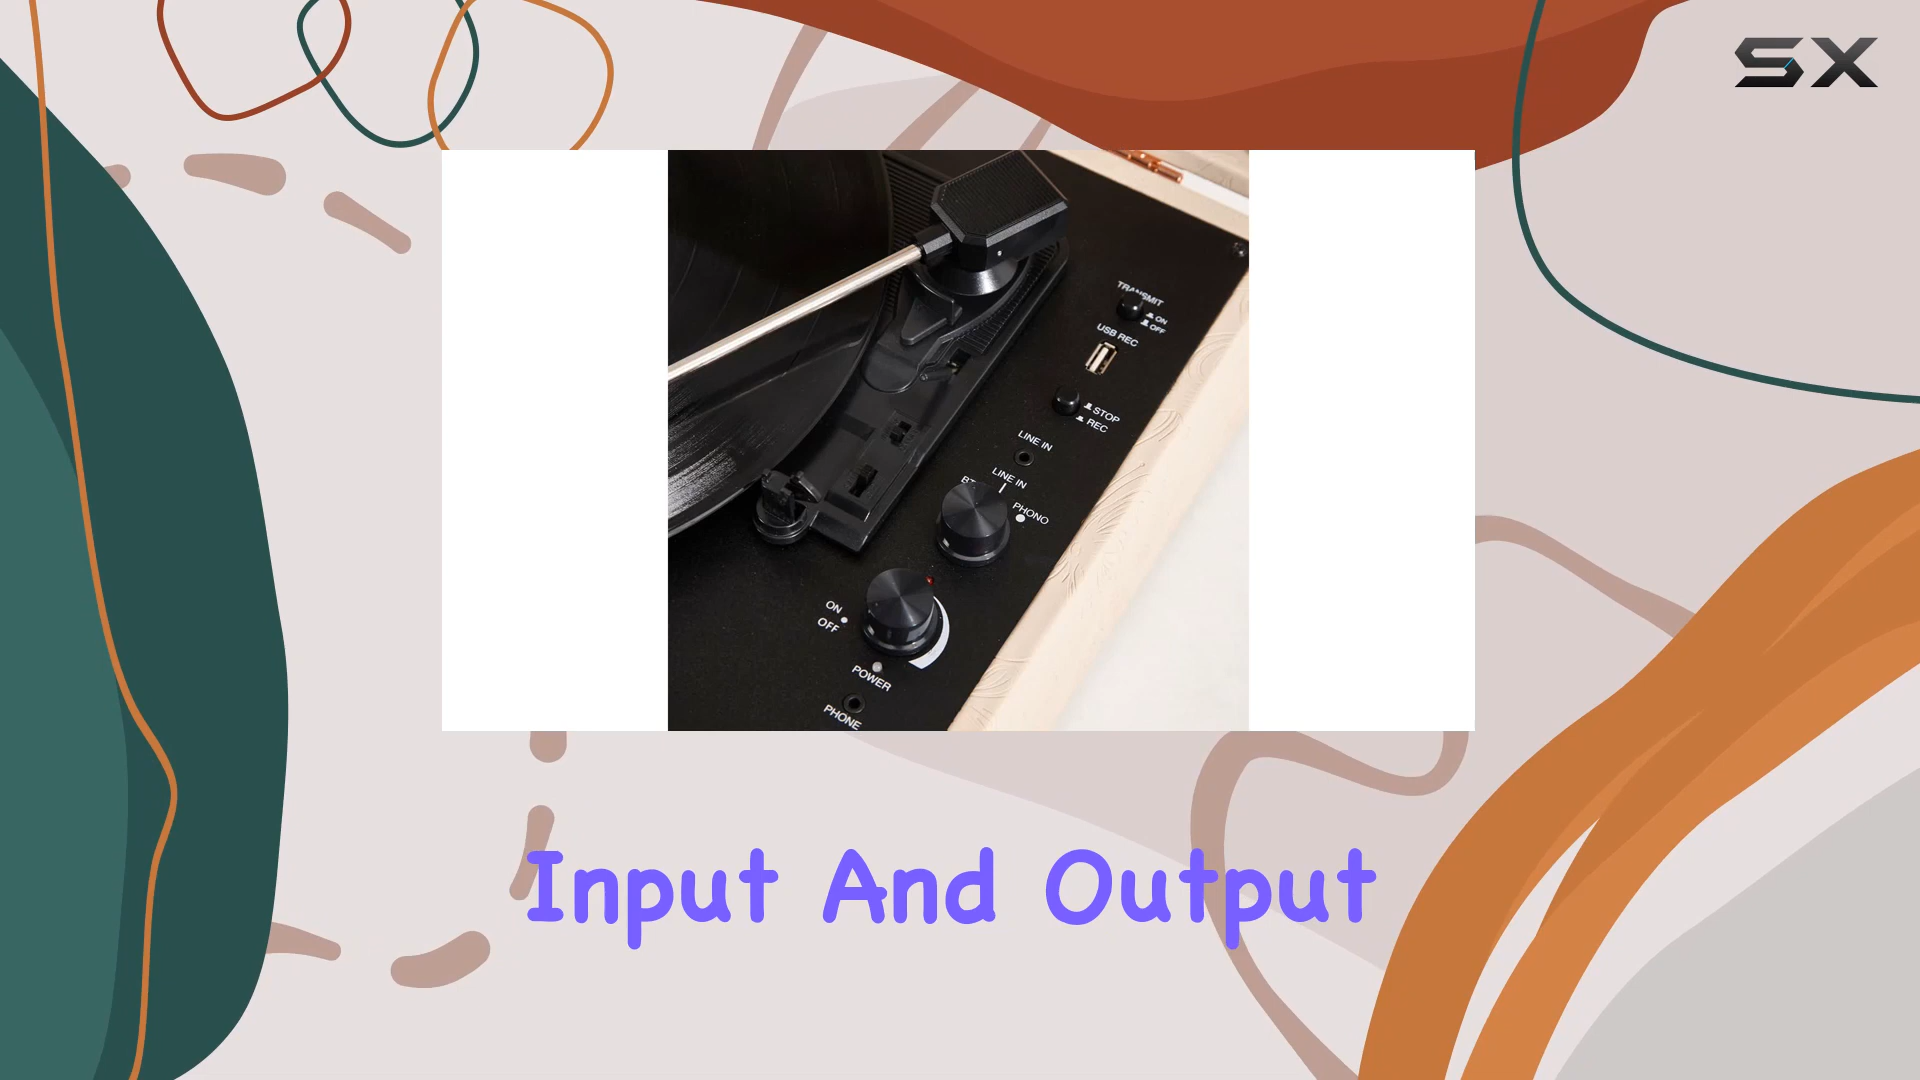 SX
TRANSMIT
ON
OFF
USB REC
STOP
REC
LINE IN
LINE IN
BT
PHONO
ON
OFF
POWER
PHONE
Input And Output